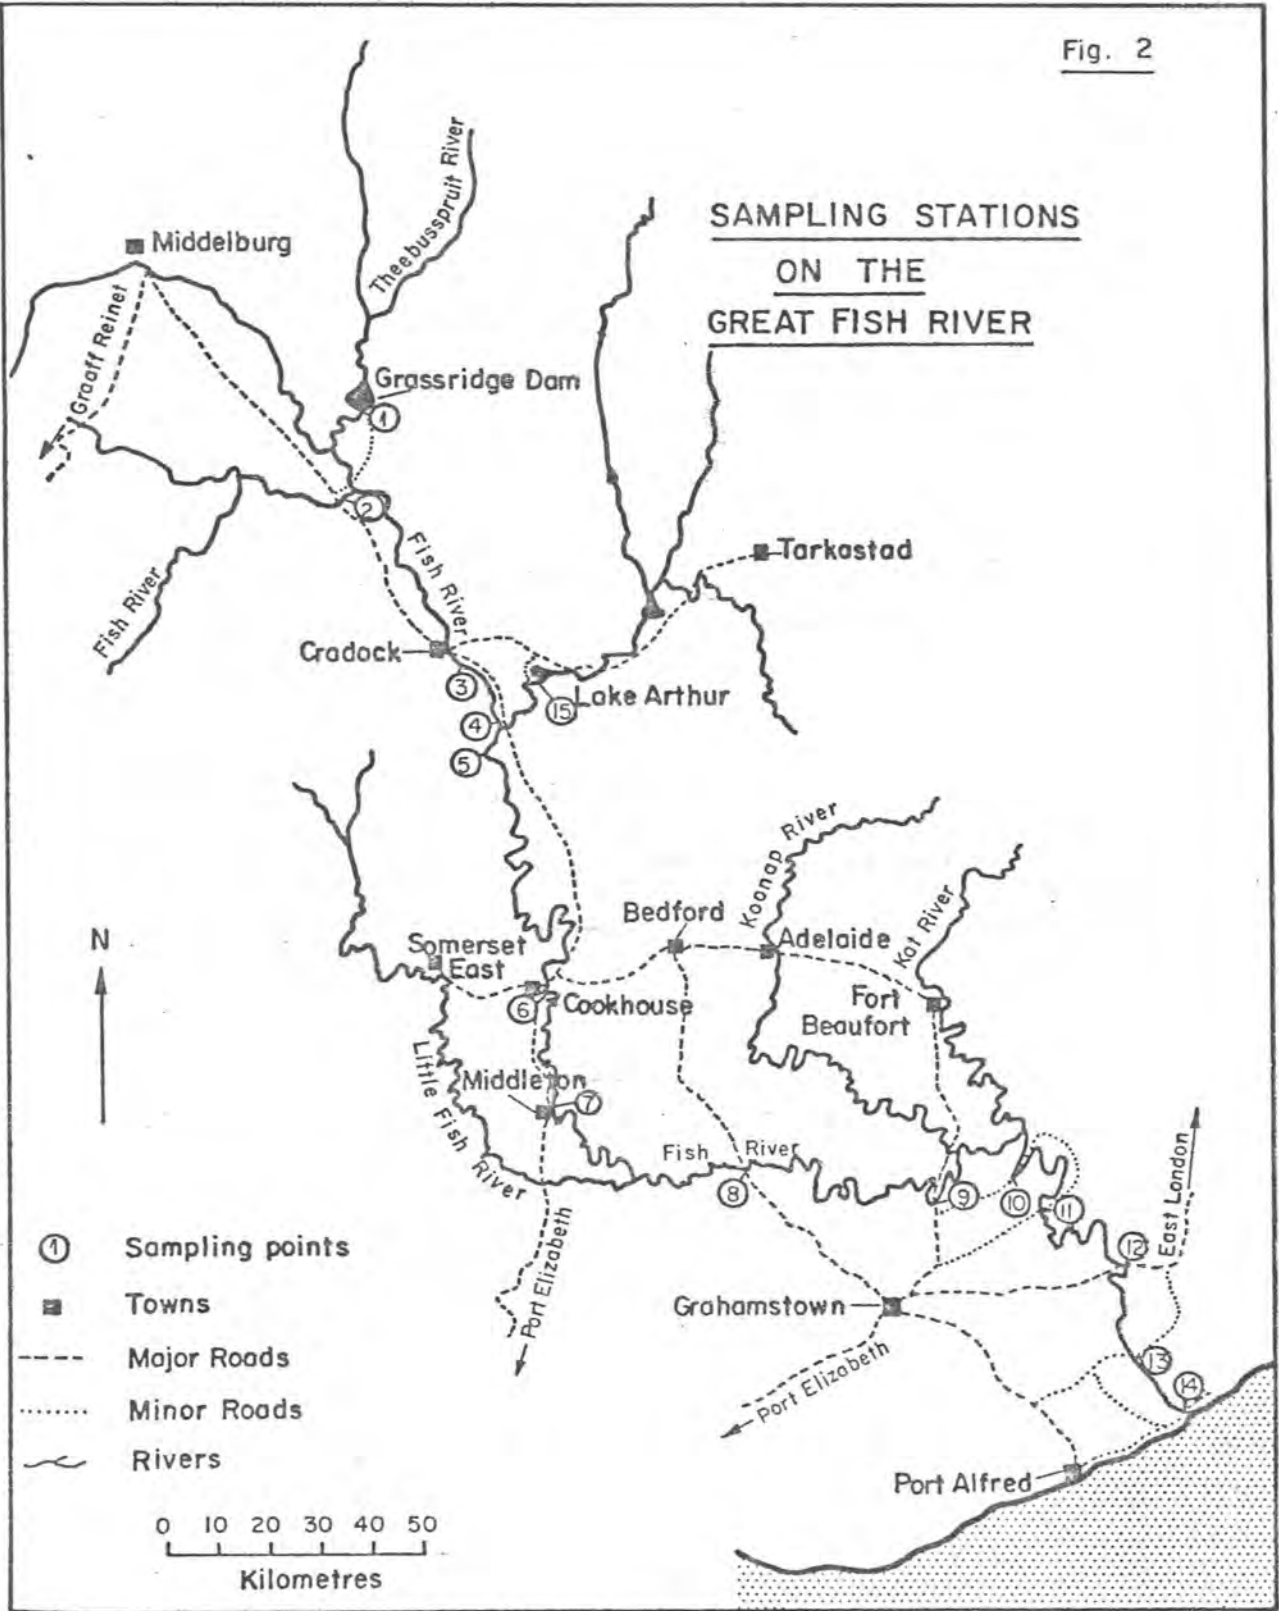 Fig. 2
SAMPLING STATIONS
ON THE
GREAT FISH RIVER
Theebusspruit River
Middelburg
Graaff Reinet
Grassridge Dam
1
2
Fish River
Fish River
Tarkastad
Cradock
3
15
Lake Arthur
4
5
Koonap River
Kat River
Bedford
Adelaide
N
Somerset
East
6
Cookhouse
Fort
Beaufort
Little Fish River
Middleton
7
Fish River
8
9
10
11
12
East London
Port Elizabeth
Grahamstown
Port Elizabeth
13
14
Port Alfred
1 Sampling points
Towns
Major Roads
Minor Roads
Rivers
0 10 20 30 40 50
Kilometres